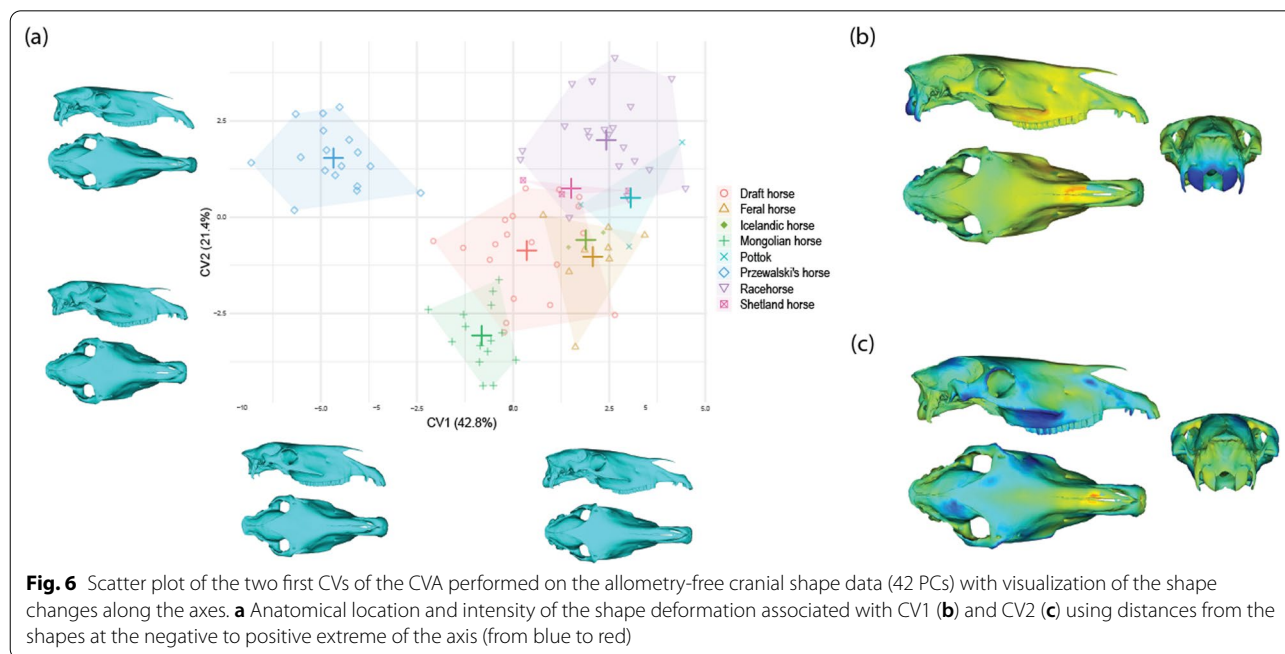 (a)
(b)
CV2 (21.4%)
2.5
0.0
−2.5
−10
−5.0
−5
−2.5
0.0
2.5
5
5.0
CV1 (42.8%)
Draft horse
Feral horse
Icelandic horse
Mongolian horse
Pottok
Przewalski's horse
Racehorse
Shetland horse
(c)
Fig. 6 Scatter plot of the two first CVs of the CVA performed on the allometry-free cranial shape data (42 PCs) with visualization of the shape
changes along the axes. a Anatomical location and intensity of the shape deformation associated with CV1 (b) and CV2 (c) using distances from the
shapes at the negative to positive extreme of the axis (from blue to red)